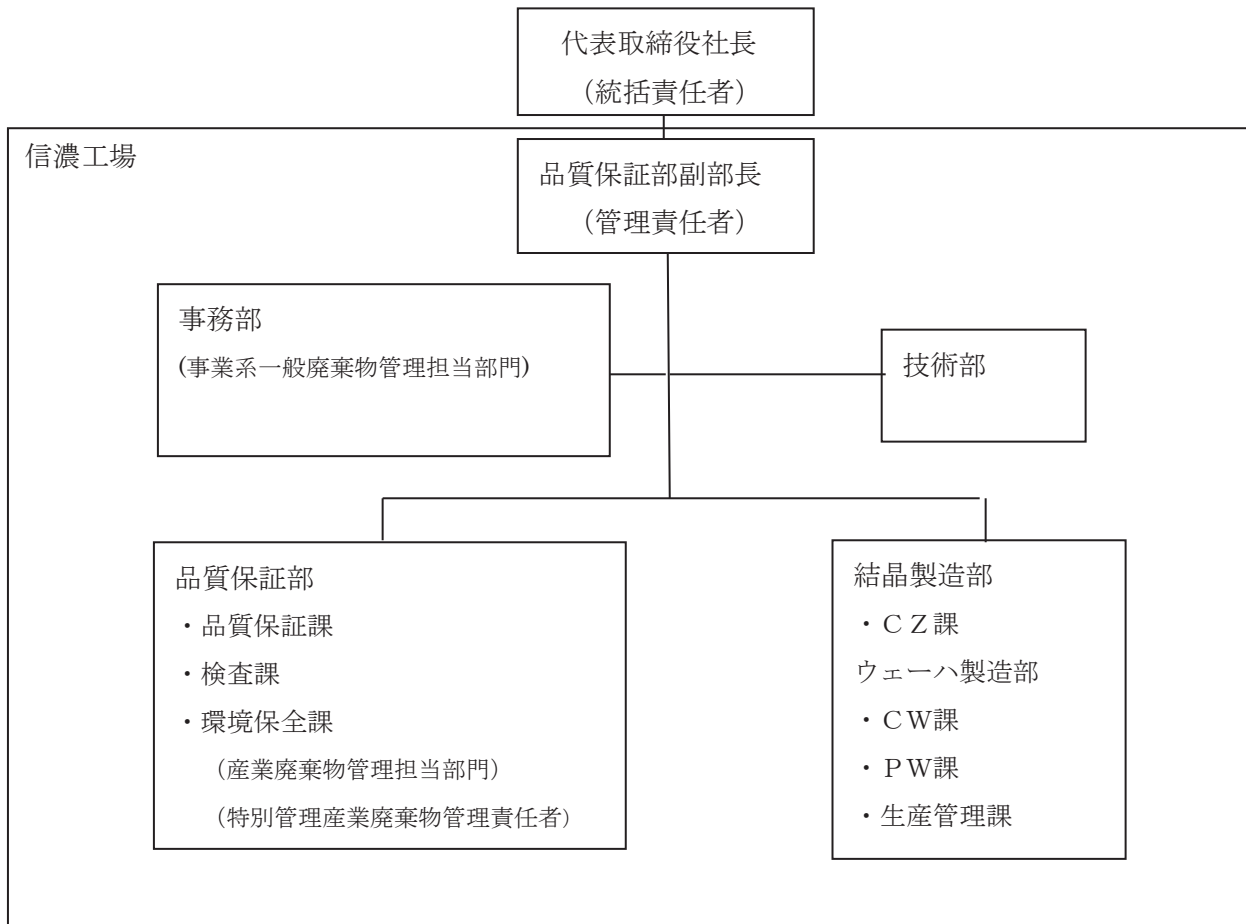 代表取締役社長
（統括責任者）
信濃工場
品質保証部副部長
（管理責任者）
事務部
(事業系一般廃棄物管理担当部門)
技術部
品質保証部
・品質保証課
・検査課
・環境保全課
（産業廃棄物管理担当部門）
（特別管理産業廃棄物管理責任者）
結晶製造部
・ＣＺ課
ウェーハ製造部
・ＣＷ課
・ＰＷ課
・生産管理課